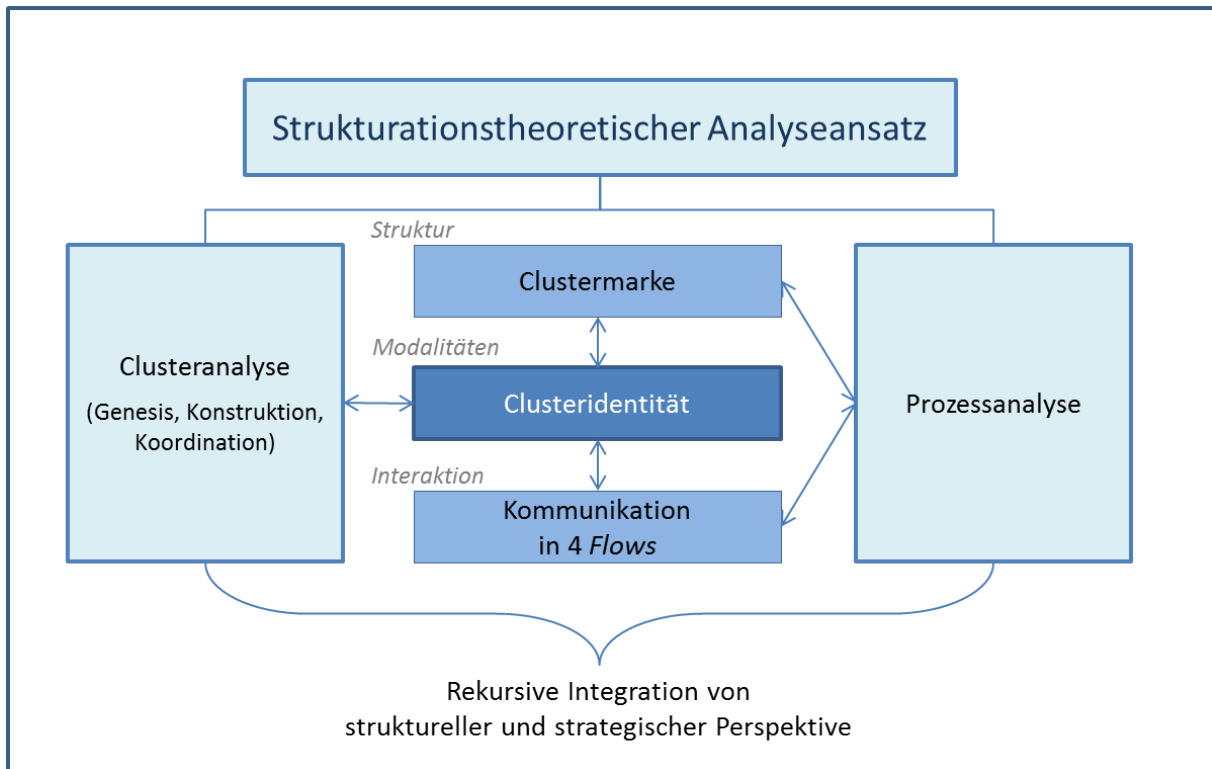 Strukturationstheoretischer Analyseansatz
Struktur
Clustermarke
Modalitäten
Clusteranalyse
(Genesis, Konstruktion,
Koordination)
Clusteridentität
Prozessanalyse
Interaktion
Kommunikation
in 4 Flows
Rekursive Integration von
struktureller und strategischer Perspektive